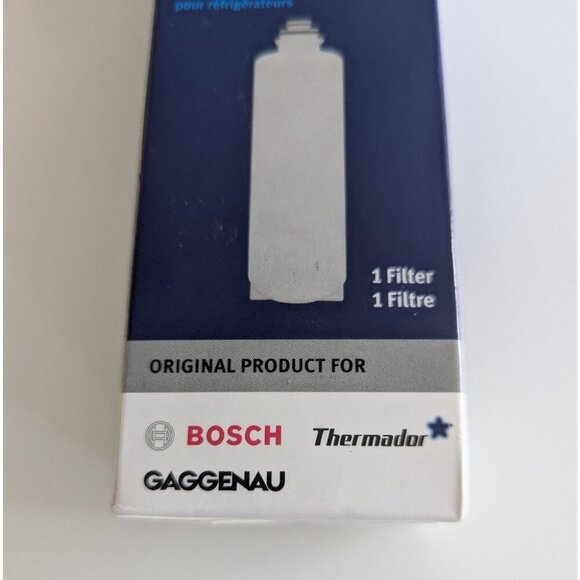 pour réfrigérateurs
1 Filter
1 Filtre
ORIGINAL PRODUCT FOR
BOSCH Thermador
GAGGENAU